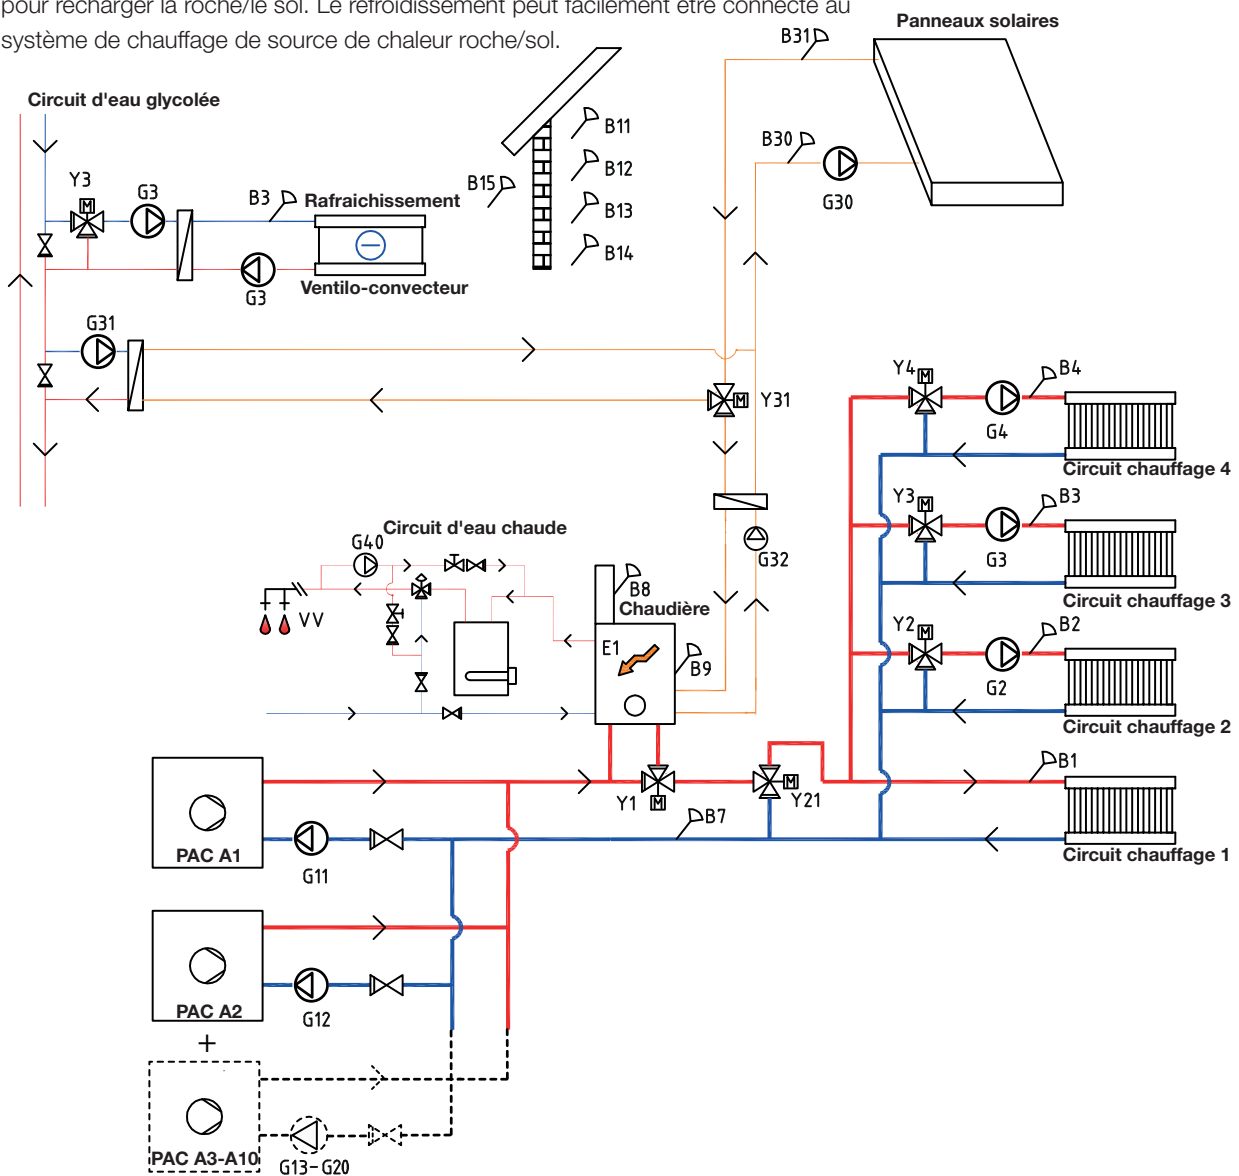 pour recharger la roche/le sol. Le refroidissement peut facilement être connecté au
système de chauffage de source de chaleur roche/sol.
Panneaux solaires
B31
B30
G30
Circuit d'eau glycolée
Y3
G3
B3
Rafraichissement
G3
Ventilo-convecteur
B15
B11
B12
B13
B14
G31
M
Y31
Y4
M
G4
B4
Circuit chauffage 4
Y3
M
G3
B3
Circuit chauffage 3
Y2
M
G2
B2
Circuit chauffage 2
B1
Circuit chauffage 1
Circuit d'eau chaude
G40
VV
G32
B8
Chaudière
E1
B9
Y1
M
M
Y21
B7
PAC A1
G11
PAC A2
G12
+
PAC A3-A10
G13-G20
M